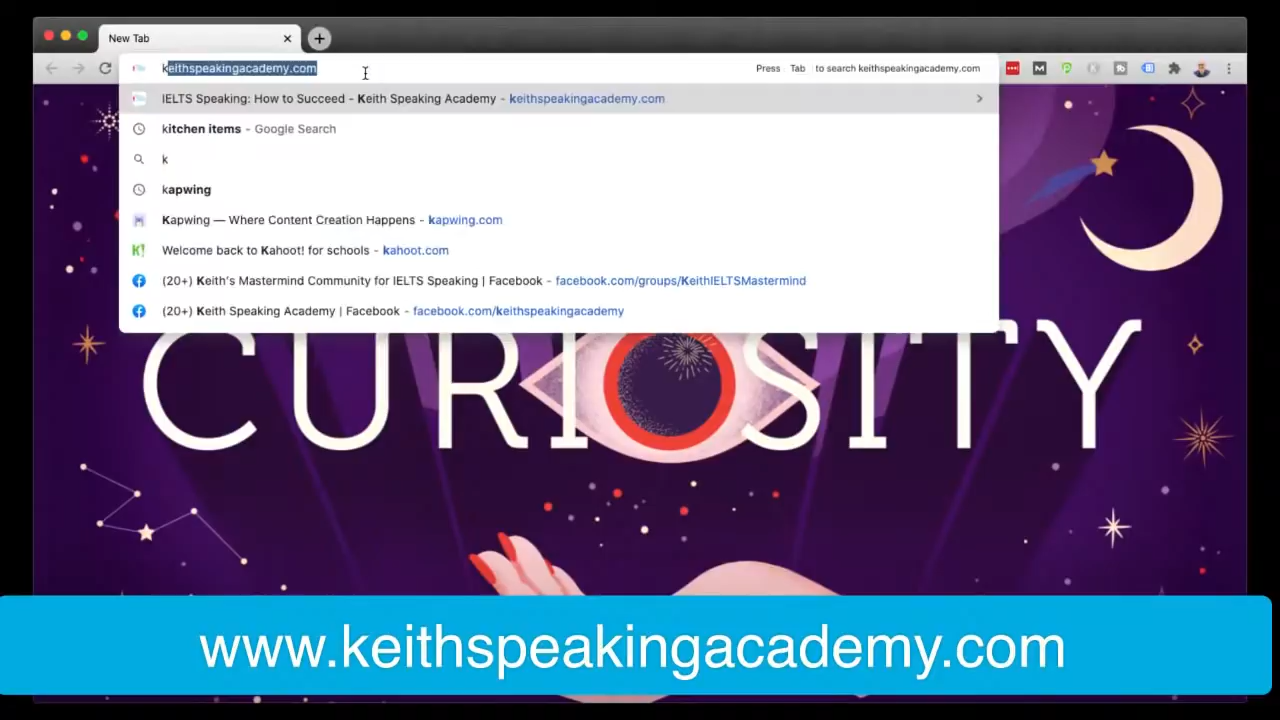 New Tab
keithspeakingacademy.com
Press Tab to search keithspeakingacademy.com
IELTS Speaking: How to Succeed - Keith Speaking Academy - keithspeakingacademy.com
kitchen items - Google Search
k
kapwing
Kapwing — Where Content Creation Happens - kapwing.com
Welcome back to Kahoot! for schools - kahoot.com
(20+) Keith's Mastermind Community for IELTS Speaking | Facebook - facebook.com/groups/KeithIELTSMastermind
(20+) Keith Speaking Academy | Facebook - facebook.com/keithspeakingacademy
CURIOSITY
www.keithspeakingacademy.com